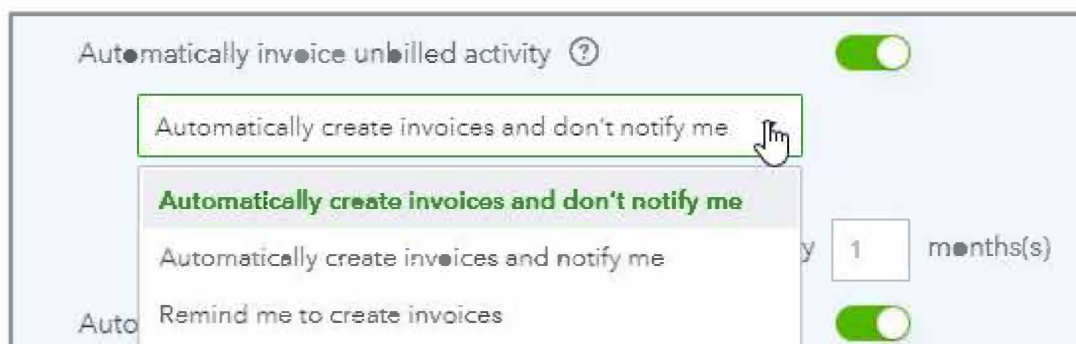 Automatically invoice unbilled activity ?
Automatically create invoices and don't notify me
Automatically create invoices and don't notify me
Automatically create invoices and notify me
y 1 months(s)
Remind me to create invoices
Auto